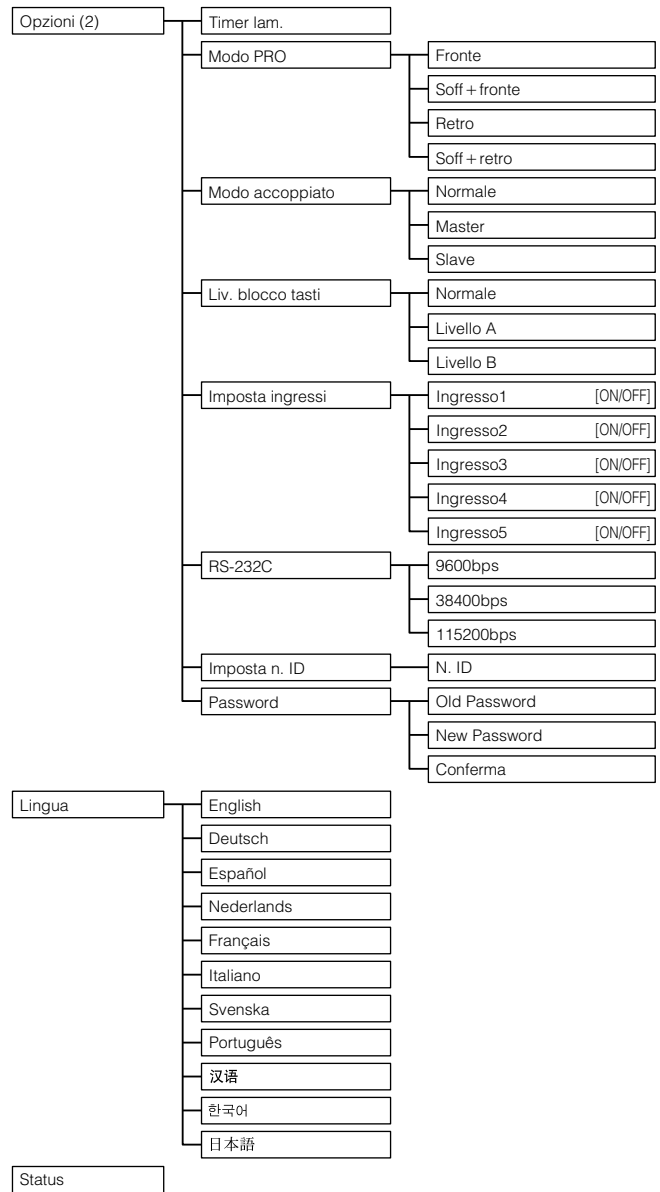 Opzioni (2)
Timer lam.
Modo PRO
Fronte
Soff+fronte
Retro
Soff+retro
Modo accoppiato
Normale
Master
Slave
Liv. blocco tasti
Normale
Livello A
Livello B
Imposta ingressi
Ingresso1 [ON/OFF]
Ingresso2 [ON/OFF]
Ingresso3 [ON/OFF]
Ingresso4 [ON/OFF]
Ingresso5 [ON/OFF]
RS-232C
9600bps
38400bps
115200bps
Imposta n. ID
N. ID
Password
Old Password
New Password
Conferma
Lingua
English
Deutsch
Español
Nederlands
Français
Italiano
Svenska
Português
汉语
한국어
日本語
Status